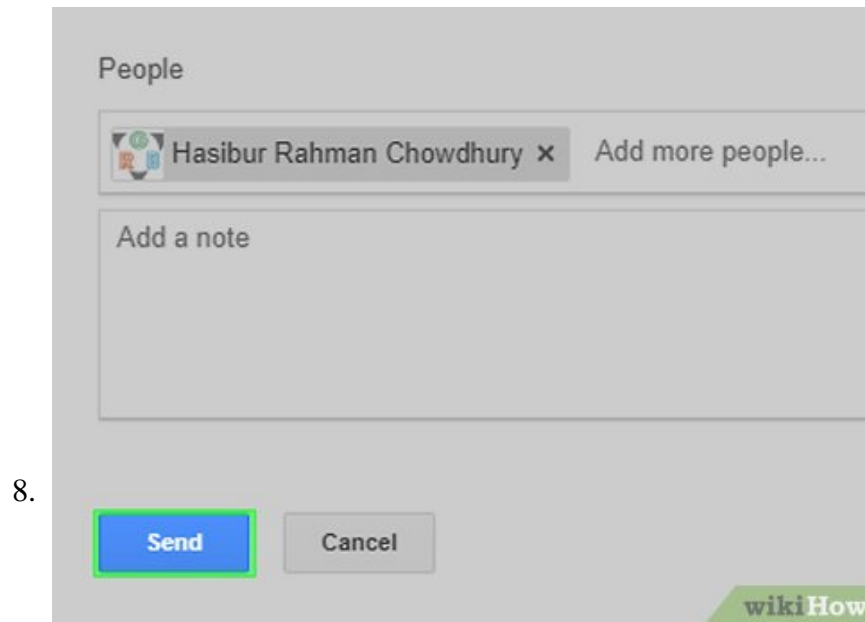 People
Hasibur Rahman Chowdhury × Add more people...
Add a note
8.
Send Cancel
wikiHow